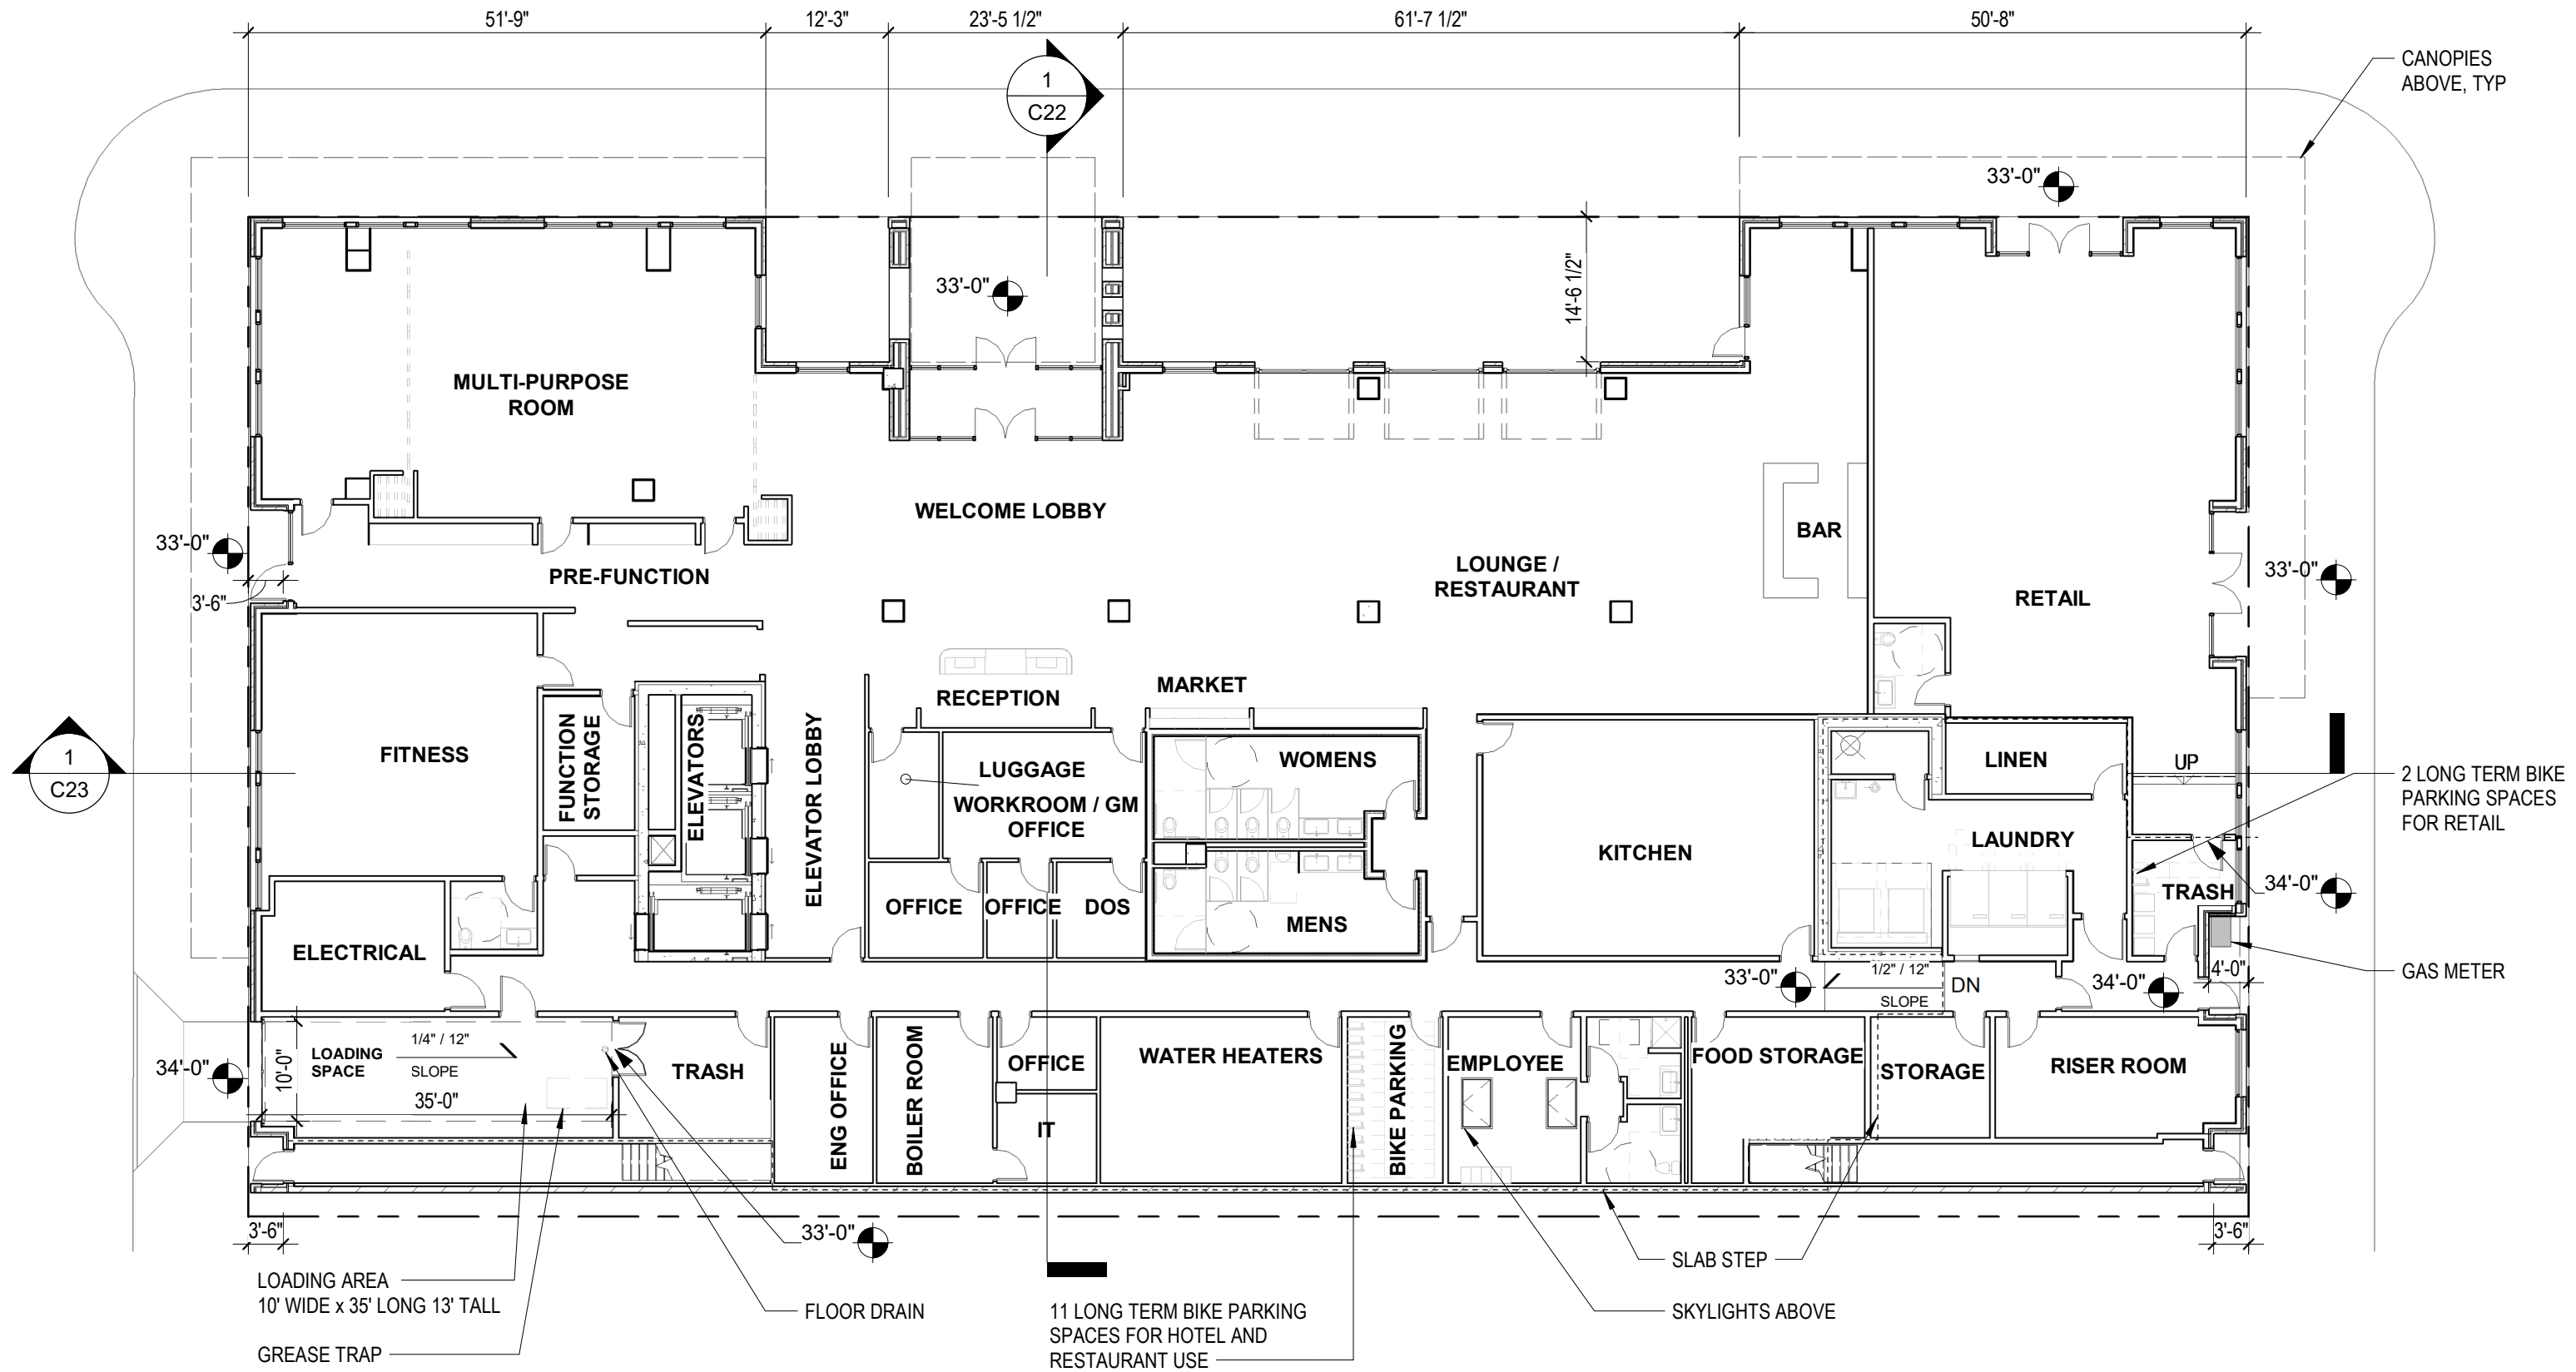 51'-9"
12'-3"
23'-5 1/2"
61'-7 1/2"
50'-8"
CANOPIES
ABOVE, TYP
1
C22
33'-0"
33'-0"
14'-6 1/2"
MULTI-PURPOSE
ROOM
WELCOME LOBBY
BAR
33'-0"
PRE-FUNCTION
LOUNGE /
RESTAURANT
33'-0"
3'-6"
RETAIL
RECEPTION
MARKET
1
C23
FITNESS
FUNCTION
STORAGE
ELEVATORS
ELEVATOR LOBBY
LUGGAGE
WORKROOM / GM
OFFICE
WOMENS
LINEN
UP
2 LONG TERM BIKE
PARKING SPACES
FOR RETAIL
KITCHEN
LAUNDRY
OFFICE
OFFICE
DOS
MENS
TRASH
34'-0"
ELECTRICAL
33'-0"
1/2" / 12"
SLOPE
DN
34'-0"
4'-0"
GAS METER
34'-0"
10'-0"
LOADING
SPACE
1/4" / 12"
SLOPE
35'-0"
TRASH
ENG OFFICE
BOILER ROOM
OFFICE
IT
WATER HEATERS
BIKE PARKING
EMPLOYEE
FOOD STORAGE
STORAGE
RISER ROOM
3'-6"
33'-0"
3'-6"
SLAB STEP
LOADING AREA
10' WIDE x 35' LONG 13' TALL
FLOOR DRAIN
11 LONG TERM BIKE PARKING
SPACES FOR HOTEL AND
RESTAURANT USE
SKYLIGHTS ABOVE
GREASE TRAP